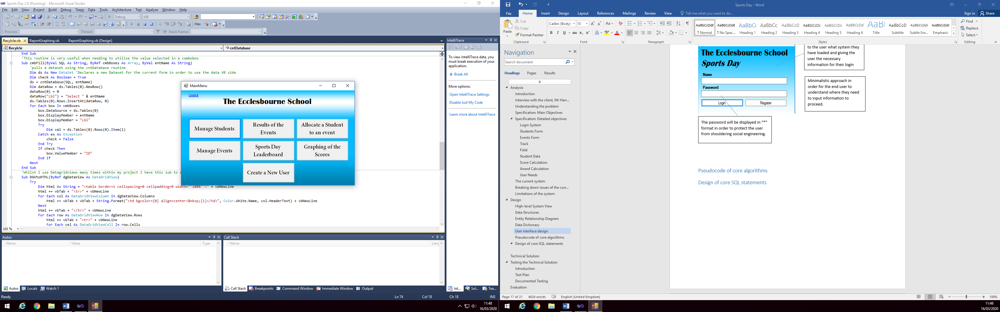 Sports Day 2.0 (Running) - Microsoft Visual Studio
File Edit View Project Build Debug Team Data Tools Architecture Test Analyze Window Help
Debug x86
Hex
Process: Thread: Stack Frame:
Recylcle.vb ReportGraphing.vb ReportGraphing.vb [Design]
Recylcle cntDatabase
End Sub
'This routine is very useful when needing to utilise the value selected in a combobox
Sub cmbFill(ByVal SQL As String, ByRef cmbBoxes As Array, ByVal entName As String)
'pulls a dataset using the cntDatabase routine
Dim ds As New DataSet 'Declares a new Dataset for the current form in order to use the data VB side
Dim check As Boolean = True
ds = cntDatabase(SQL, entName)
Dim dataRow = ds.Tables(0).NewRow()
dataRow(0) = 0
dataRow("Lbl") = "Select " & entName
ds.Tables(0).Rows.InsertAt(dataRow, 0)
For Each box In cmbBoxes
box.DataSource = ds.Tables(0)
box.DisplayMember = entName
box.DisplayMember = "Lbl"
Try
Dim val = ds.Tables(0).Rows(0).Item(1)
Catch ex As Exception
check = False
End Try
If check Then
box.ValueMember = "ID"
End If
Next
End Sub
'Whilst I use Datagridviews many times within my project I have this sub to
Sub DGVtoHTML(ByRef dgDataView As DataGridView)
Try
Dim html As String = "<table border=1 cellspacing=0 cellpadding=0 width=""100%"">" + vbNewLine
html += vbTab + "<tr>" + vbNewLine
For Each col As DataGridViewColumn In dgDataView.Columns
html += vbTab + vbTab + String.Format("<td bgcolor={0} align=center>&nbsp;{1}</td>", Color.White.Name, col.HeaderText) + vbNewLine
Next
html += vbTab + "</tr>" + vbNewLine
For Each row As DataGridViewRow In dgDataView.Rows
html += vbTab + "<tr>" + vbNewLine
For Each cel As DataGridViewCell In row.Cells
100 %
MainMenu
Logout
The Ecclesbourne School
Manage Students
Results of the
Events
Allocate a Student
to an event
Manage Events
Sports Day
Leaderboard
Graphing of the
Scores
Create a New User
IntelliTrace
To view IntelliTrace data, you
must break execution of your
application.
Break All
More options:
Open IntelliTrace Settings
Disable Just My Code
Learn more about IntelliTrace
Autos
Name Value Type
Call Stack
Name Lang
Autos Locals Watch 1
Call Stack Breakpoints Command Window Immediate Window Output
Int... Sol... Tea...
Ready Ln 74 Col 18 Ch 18 INS
11:48
16/03/2020
Sports Day - Word
File Home Insert Design Layout References Mailings Review View Tell me what you want to do... Sign in Share
Paste
Cut
Copy
Format Painter
Clipboard
Calibri (Body) 10
Font
Paragraph
AaBbCcDdE AaBbCcDdE AaBbC AaBbCc AaBbCcD AaBbCcDc AaBbCcDc AaBbCcDd AaBl AaBbCcD AaBbCcDdl AaBbCcDdl
¶ Normal ¶ No Spac... Heading 1 Heading 2 Heading 3 Heading 4 Heading 5 Heading 6 Title Subtitle Subtle Em... Emphasis
Styles
Find
Replace
Select
Editing
Navigation
Search document
Headings Pages Results
Analysis
Introduction
Interview with the client, Mr Harr...
Understanding the problem
Specification: Main Objectives
Specification: Detailed objectives
Login System
Students Form
Events Form
Track
Field
Student Data
Score Calculation
Award Calculation
User Needs
The current system
Breaking down issues of the curr...
Limitations of the system
Design
High-level System View
Data Structures
Entity Relationship Diagram
Data Dictionary
User interface design
Pseudocode of core algorithms
Design of core SQL statements
Technical Solution
Testing the Technical Solution
Introduction
Test Plan
Documented Testing
Evaluation
The Ecclesbourne School
Sports Day
Name
Password
Login Register
to the user what system they
have loaded and giving the
user the necessary
information for their login
Minimalistic approach in
order for the end user to
understand where they need
to input information to
proceed.
The password will be displayed in “*”
format in order to protect the user
from shouldering social engineering.
Pseudocode of core algorithms
Design of core SQL statements
Page 17 of 21 4634 words English (United Kingdom) 100%
11:48
16/03/2020